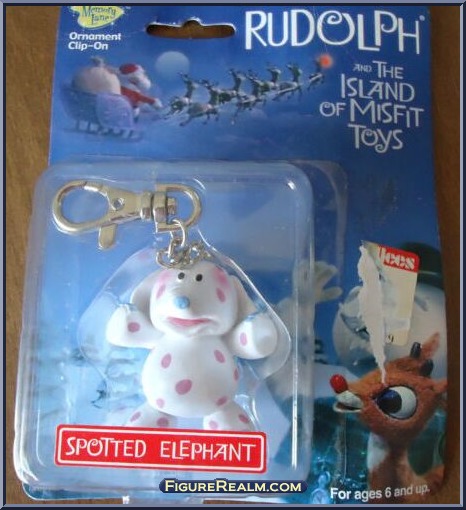 Memory Lane
Ornament
Clip-On
RUDOLPH
AND THE
ISLAND
OF MISFIT
TOYS
SPOTTED ELEPHANT
For ages 6 and up.
FIGUREREALM.COM